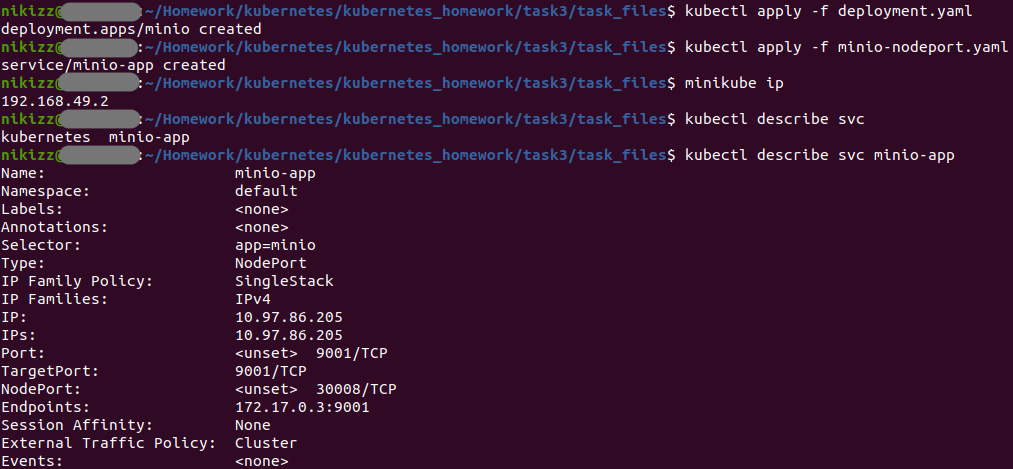 nikizz@:~/Homework/kubernetes/kubernetes_homework/task3/task_files$ kubectl apply -f deployment.yaml
deployment.apps/minio created
nikizz@:~/Homework/kubernetes/kubernetes_homework/task3/task_files$ kubectl apply -f minio-nodeport.yaml
service/minio-app created
nikizz@:~/Homework/kubernetes/kubernetes_homework/task3/task_files$ minikube ip
192.168.49.2
nikizz@:~/Homework/kubernetes/kubernetes_homework/task3/task_files$ kubectl describe svc
kubernetes  minio-app
nikizz@:~/Homework/kubernetes/kubernetes_homework/task3/task_files$ kubectl describe svc minio-app
Name:                     minio-app
Namespace:                default
Labels:                   <none>
Annotations:              <none>
Selector:                 app=minio
Type:                     NodePort
IP Family Policy:         SingleStack
IP Families:              IPv4
IP:                       10.97.86.205
IPs:                      10.97.86.205
Port:                     <unset>  9001/TCP
TargetPort:               9001/TCP
NodePort:                 <unset>  30008/TCP
Endpoints:                172.17.0.3:9001
Session Affinity:         None
External Traffic Policy:  Cluster
Events:                   <none>